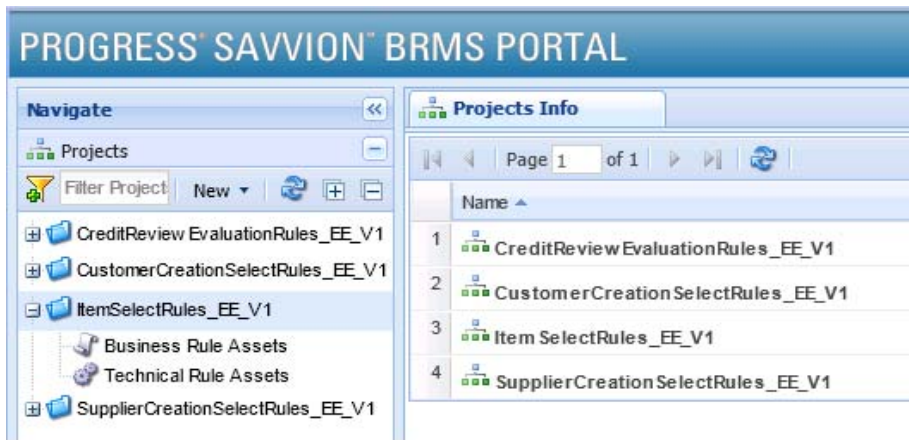 PROGRESS® SAVVION™ BRMS PORTAL
Navigate
Projects
Filter Project
New
CreditReview EvaluationRules_EE_V1
CustomerCreationSelectRules_EE_V1
ItemSelectRules_EE_V1
Business Rule Assets
Technical Rule Assets
SupplierCreationSelectRules_EE_V1
Projects Info
Page 1 of 1
Name
1 CreditReview EvaluationRules_EE_V1
2 CustomerCreation SelectRules_EE_V1
3 Item SelectRules_EE_V1
4 SupplierCreation SelectRules_EE_V1